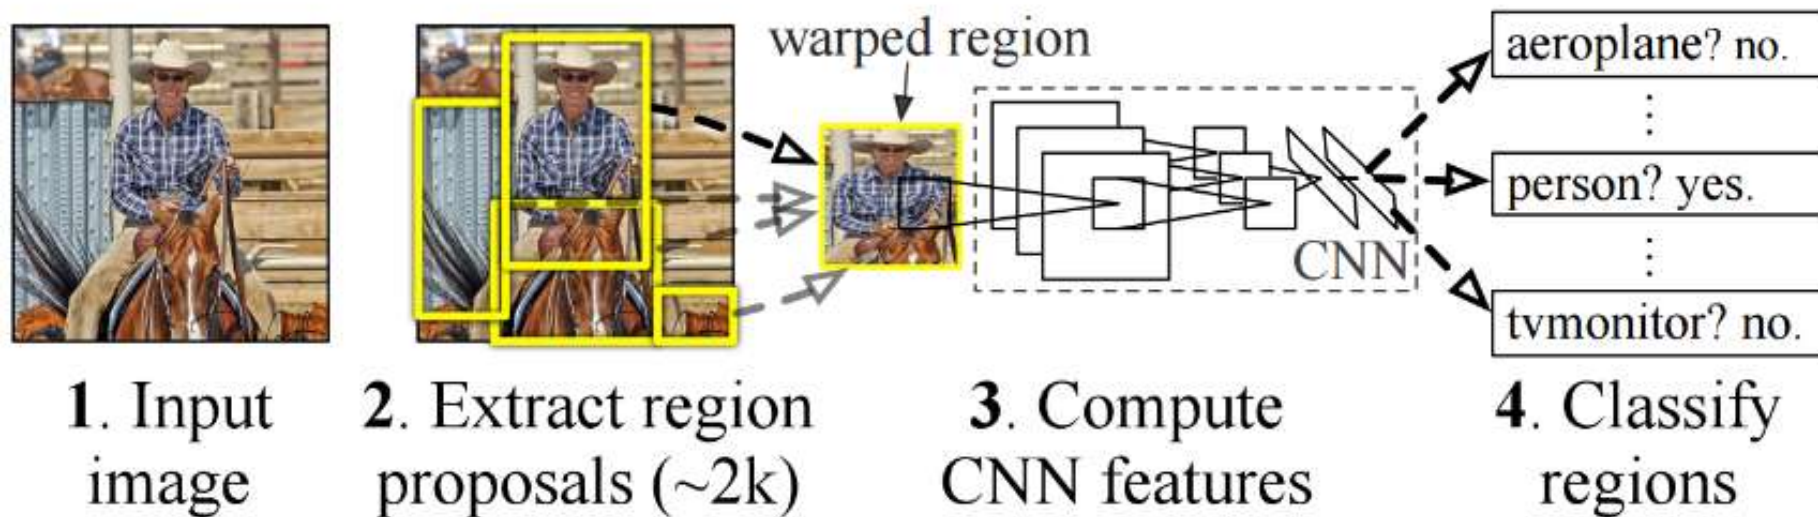 warped region
aeroplane? no.
person? yes.
CNN
tvmonitor? no.
1. Input
image
2. Extract region
proposals (~2k)
3. Compute
CNN features
4. Classify
regions